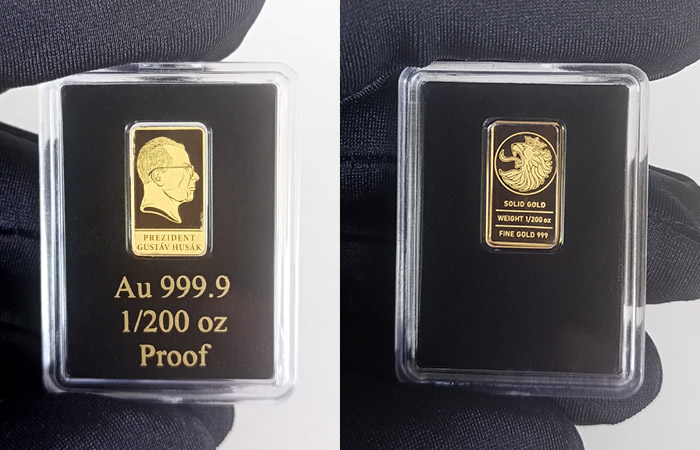 PREZIDENT
GUSTÁV HUSÁK
Au 999.9
1/200 oz
Proof
SOLID GOLD
WEIGHT 1/200 oz
FINE GOLD 999